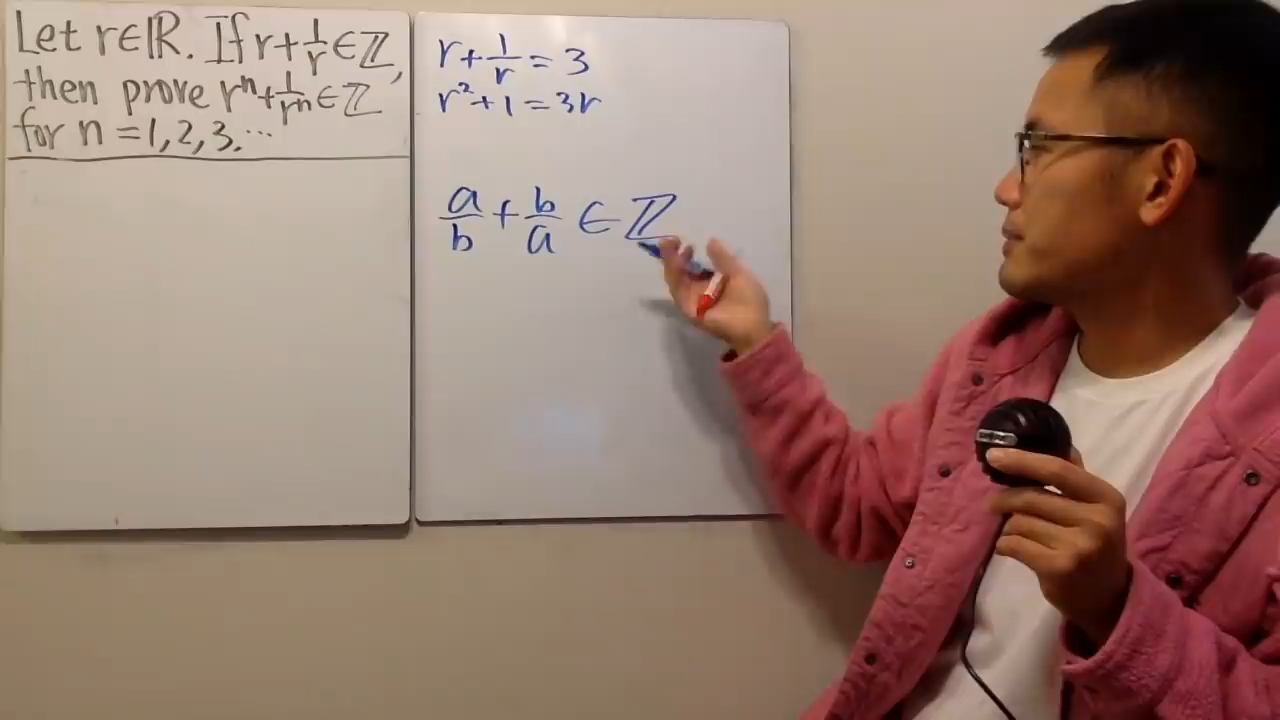 Let r∈ℝ. If r+1/r∈ℤ,
then prove rⁿ+1/rⁿ∈ℤ
for n=1,2,3,⋯
r+1/r=3
r²+1=3r
a/b+b/a∈ℤ